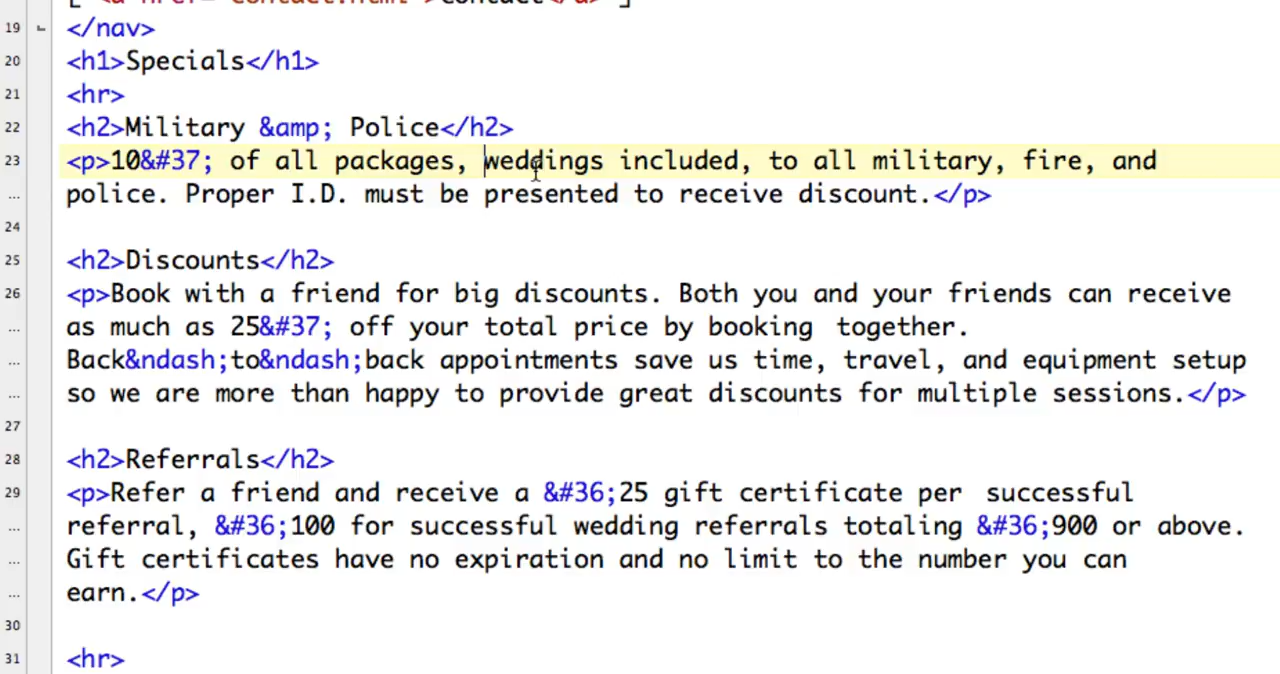 19 </nav>
20 <h1>Specials</h1>
21 <hr>
22 <h2>Military &amp; Police</h2>
23 <p>10&#37; of all packages, weddings included, to all military, fire, and
... police. Proper I.D. must be presented to receive discount.</p>
24
25 <h2>Discounts</h2>
26 <p>Book with a friend for big discounts. Both you and your friends can receive
... as much as 25&#37; off your total price by booking  together.
... Back&ndash;to&ndash;back appointments save us time, travel, and equipment setup
... so we are more than happy to provide great discounts for multiple sessions.</p>
27
28 <h2>Referrals</h2>
29 <p>Refer a friend and receive a &#36;25 gift certificate per  successful
... referral, &#36;100 for successful wedding referrals totaling &#36;900 or above.
... Gift certificates have no expiration and no limit to the number you can
... earn.</p>
30
31 <hr>